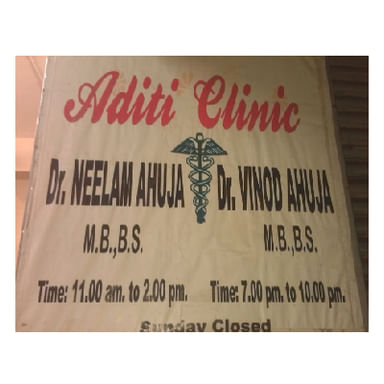 Aditi Clinic
Dr. NEELAM AHUJA Dr. VINOD AHUJA
M.B.,B.S. M.B.,B.S.
Time: 11.00 am. to 2.00 pm. Time: 7.00 pm. to 10.00 pm.
Sunday Closed